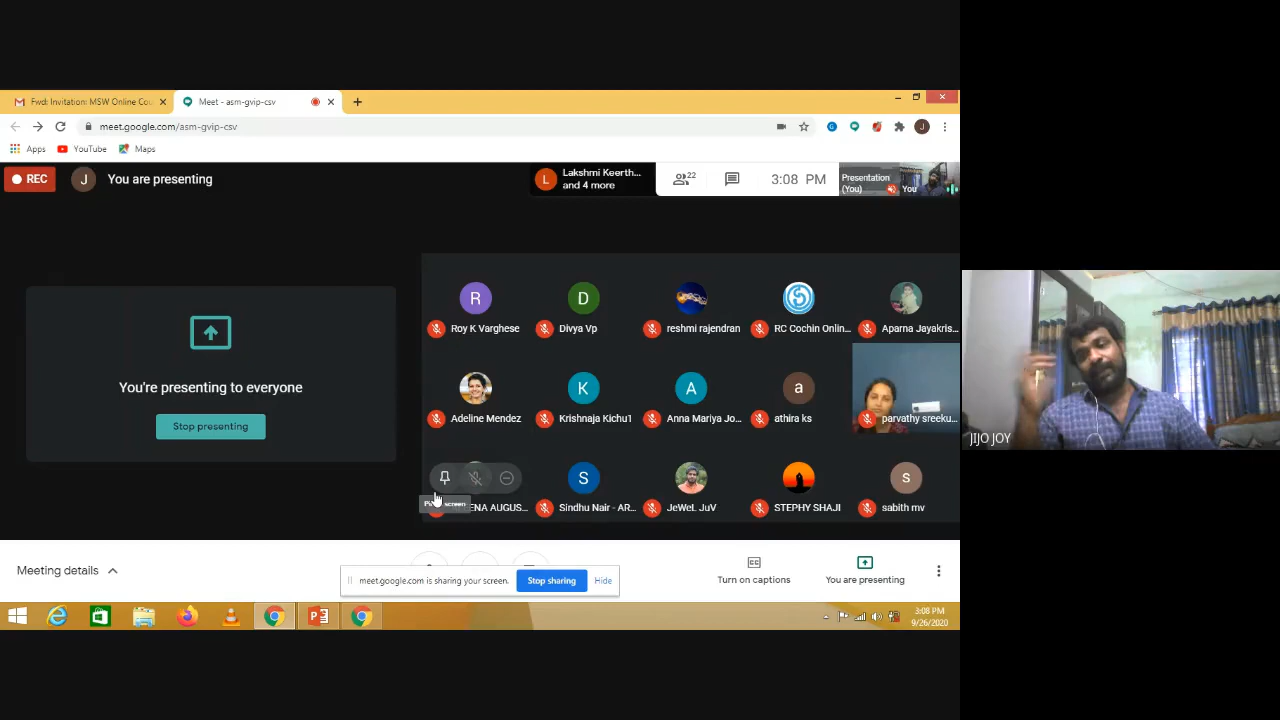 Fwd: Invitation: MSW Online Cou
Meet - asm-gvip-csv
meet.google.com/asm-gvip-csv
J
Apps
YouTube
Maps
REC
J
You are presenting
L
Lakshmi Keerth...
and 4 more
22
3:08 PM
Presentation
(You)
You
You're presenting to everyone
Stop presenting
R
D
Roy K Varghese
Divya Vp
reshmi rajendran
RC Cochin Onlin...
Aparna Jayakris...
K
A
a
Adeline Mendez
Krishnaja Kichu1
Anna Mariya Jo...
athira ks
parvathy sreeku...
JIJO JOY
S
s
screen
ENA AUGUS...
Sindhu Nair - AR...
JeWeL JuV
STEPHY SHAJI
sabith mv
Meeting details
meet.google.com is sharing your screen.
Stop sharing
Hide
Turn on captions
You are presenting
3:08 PM
9/26/2020